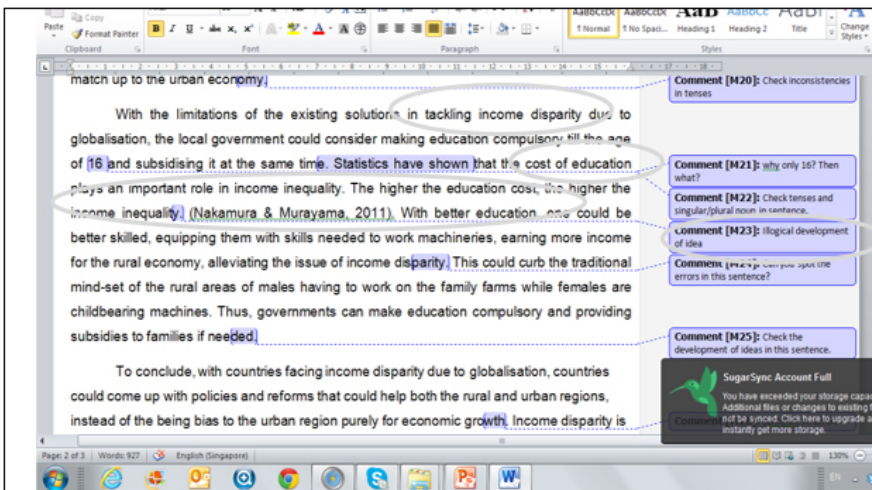 Paste
Copy
Format Painter
Clipboard
B I U abe x, x²
Font
Paragraph
AaBbCcDc AaBbCcDc AaB AaBbCc AaBI
¶ Normal ¶ No Spaci... Heading 1 Heading 2 Title
Change Styles
Styles
match up to the urban economy.
With the limitations of the existing solutions in tackling income disparity due to
globalisation, the local government could consider making education compulsory till the age
of 16 and subsidising it at the same time. Statistics have shown that the cost of education
plays an important role in income inequality. The higher the education cost, the higher the
income inequality. (Nakamura & Murayama, 2011). With better education, one could be
better skilled, equipping them with skills needed to work machineries, earning more income
for the rural economy, alleviating the issue of income disparity. This could curb the traditional
mind-set of the rural areas of males having to work on the family farms while females are
childbearing machines. Thus, governments can make education compulsory and providing
subsidies to families if needed.
To conclude, with countries facing income disparity due to globalisation, countries
could come up with policies and reforms that could help both the rural and urban regions,
instead of the being bias to the urban region purely for economic growth. Income disparity is
Comment [M20]: Check inconsistencies
in tenses
Comment [M21]: why only 16? Then
what?
Comment [M22]: Check tenses and
singular/plural noun in sentence.
Comment [M23]: Illogical development
of idea
Comment [M24]: Can you spot the
errors in this sentence?
Comment [M25]: Check the
development of ideas in this sentence.
SugarSync Account Full
You have exceeded your storage capac
Additional files or changes to existing f
not be synced. Click here to upgrade a
instantly get more storage.
Page: 2 of 3 Words: 927 English (Singapore) 130%
EN